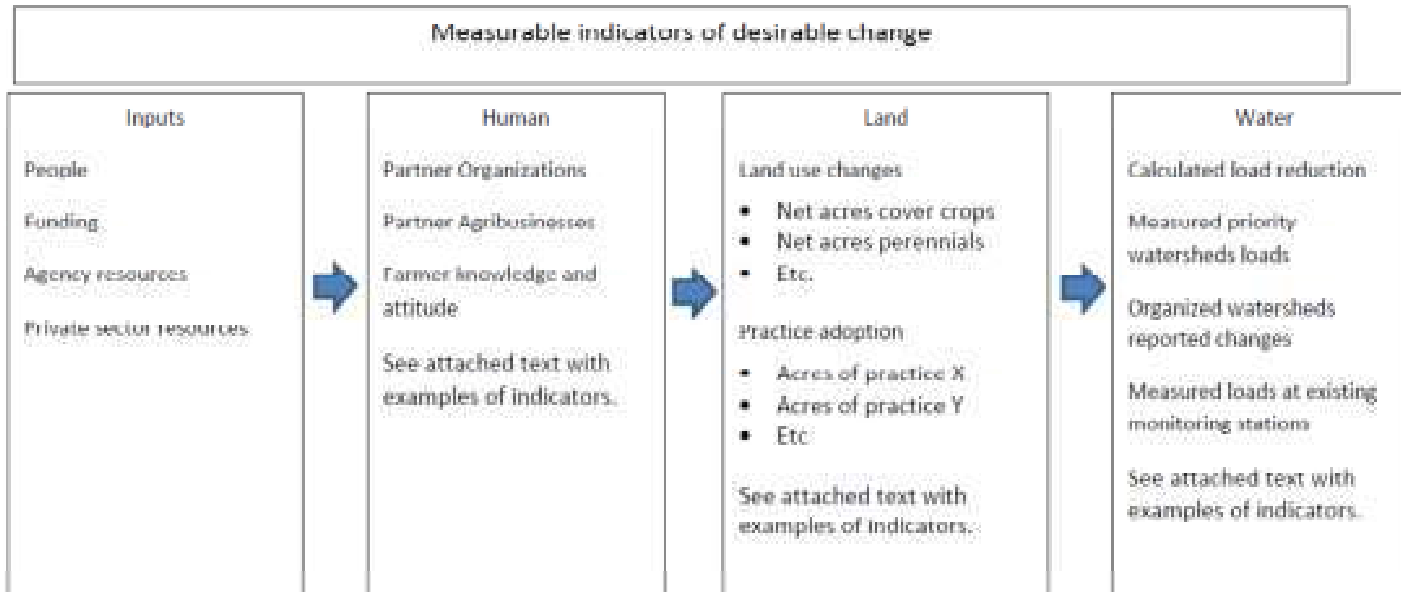 Measurable indicators of desirable change
Inputs
People
Funding
Agency resources
Private sector resources
Human
Partner Organizations
Partner Agribusinesses
Farmer knowledge and
attitude
See attached text with
examples of indicators.
Land
Land use changes
• Net acres cover crops
• Net acres perennials
• Etc.
Practice adoption
• Acres of practice X
• Acres of practice Y
• Etc
See attached text with
examples of indicators.
Water
Calculated load reduction
Measured priority
watersheds loads
Organized watersheds
reported changes
Measured loads at existing
monitoring stations
See attached text with
examples of indicators.